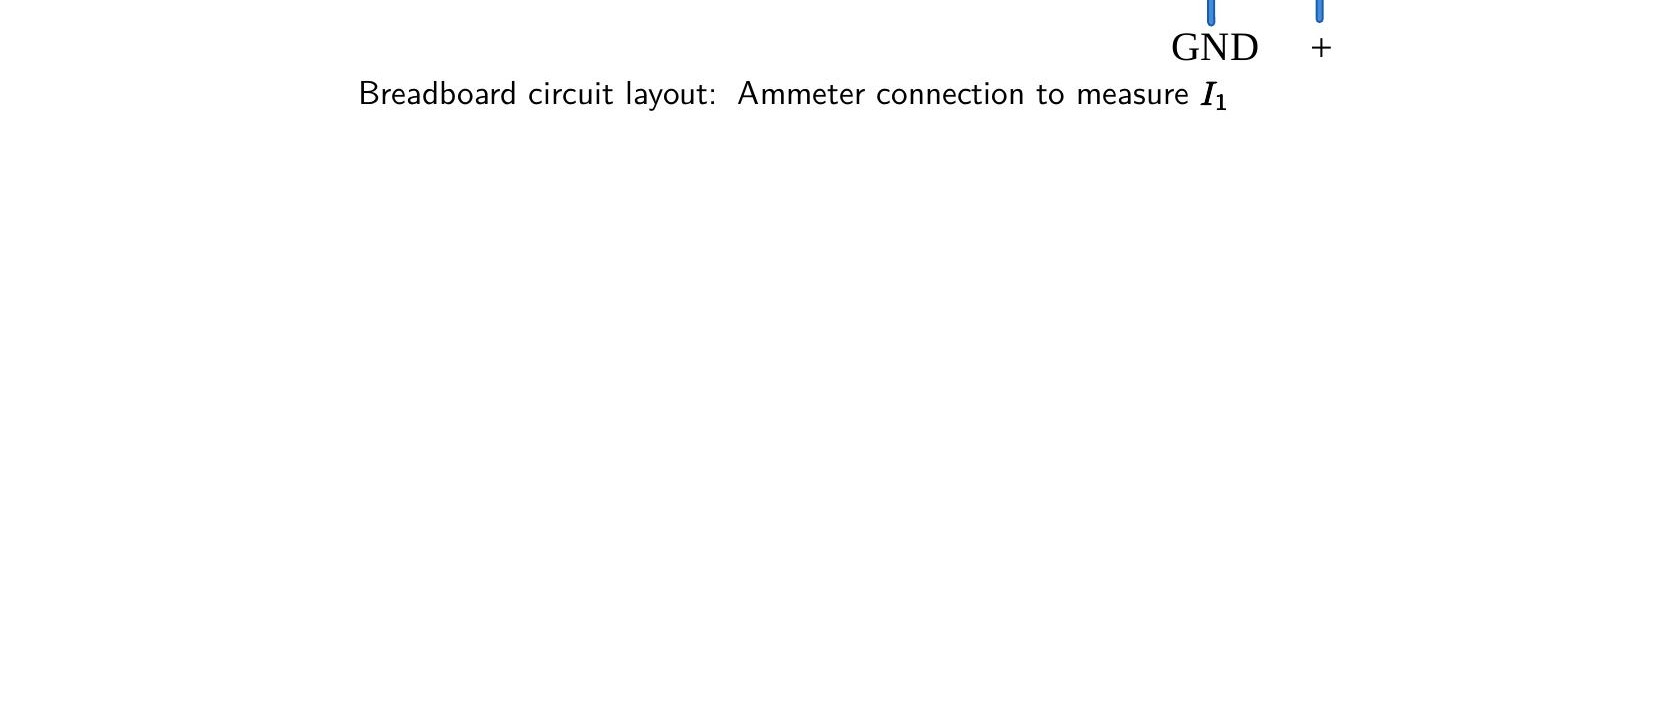 GND +
Breadboard circuit layout: Ammeter connection to measure I₁